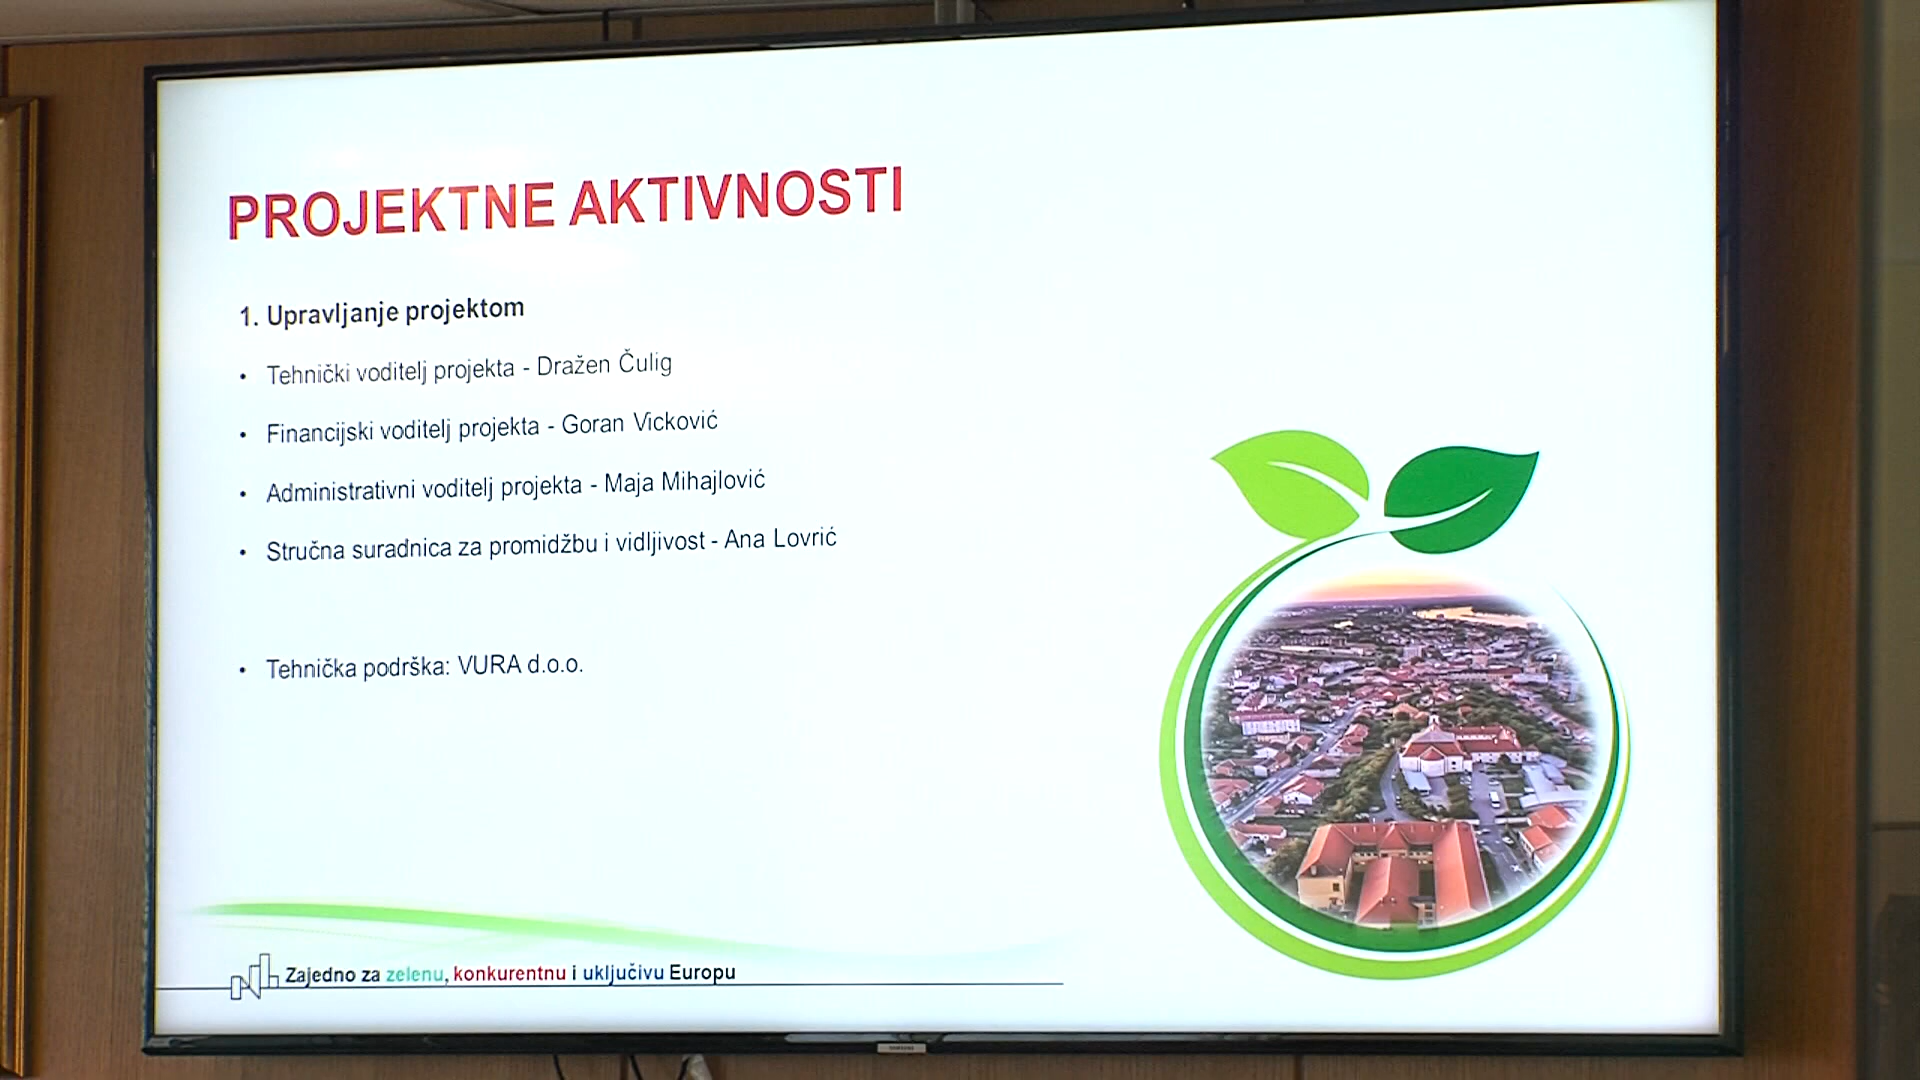 PROJEKTNE AKTIVNOSTI
1. Upravljanje projektom
• Tehnički voditelj projekta - Dražen Čulig
• Financijski voditelj projekta - Goran Vicković
• Administrativni voditelj projekta - Maja Mihajlović
• Stručna suradnica za promidžbu i vidljivost - Ana Lovrić
• Tehnička podrška: VURA d.o.o.
Zajedno za zelenu, konkurentnu i uključivu Europu
SAMSUNG